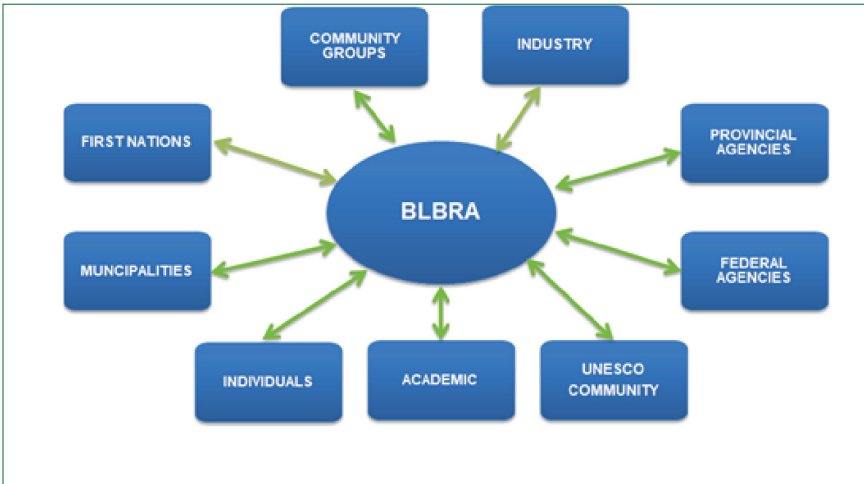 COMMUNITY
GROUPS
INDUSTRY
FIRST NATIONS
PROVINCIAL
AGENCIES
BLBRA
MUNCIPALITIES
FEDERAL
AGENCIES
INDIVIDUALS
ACADEMIC
UNESCO
COMMUNITY